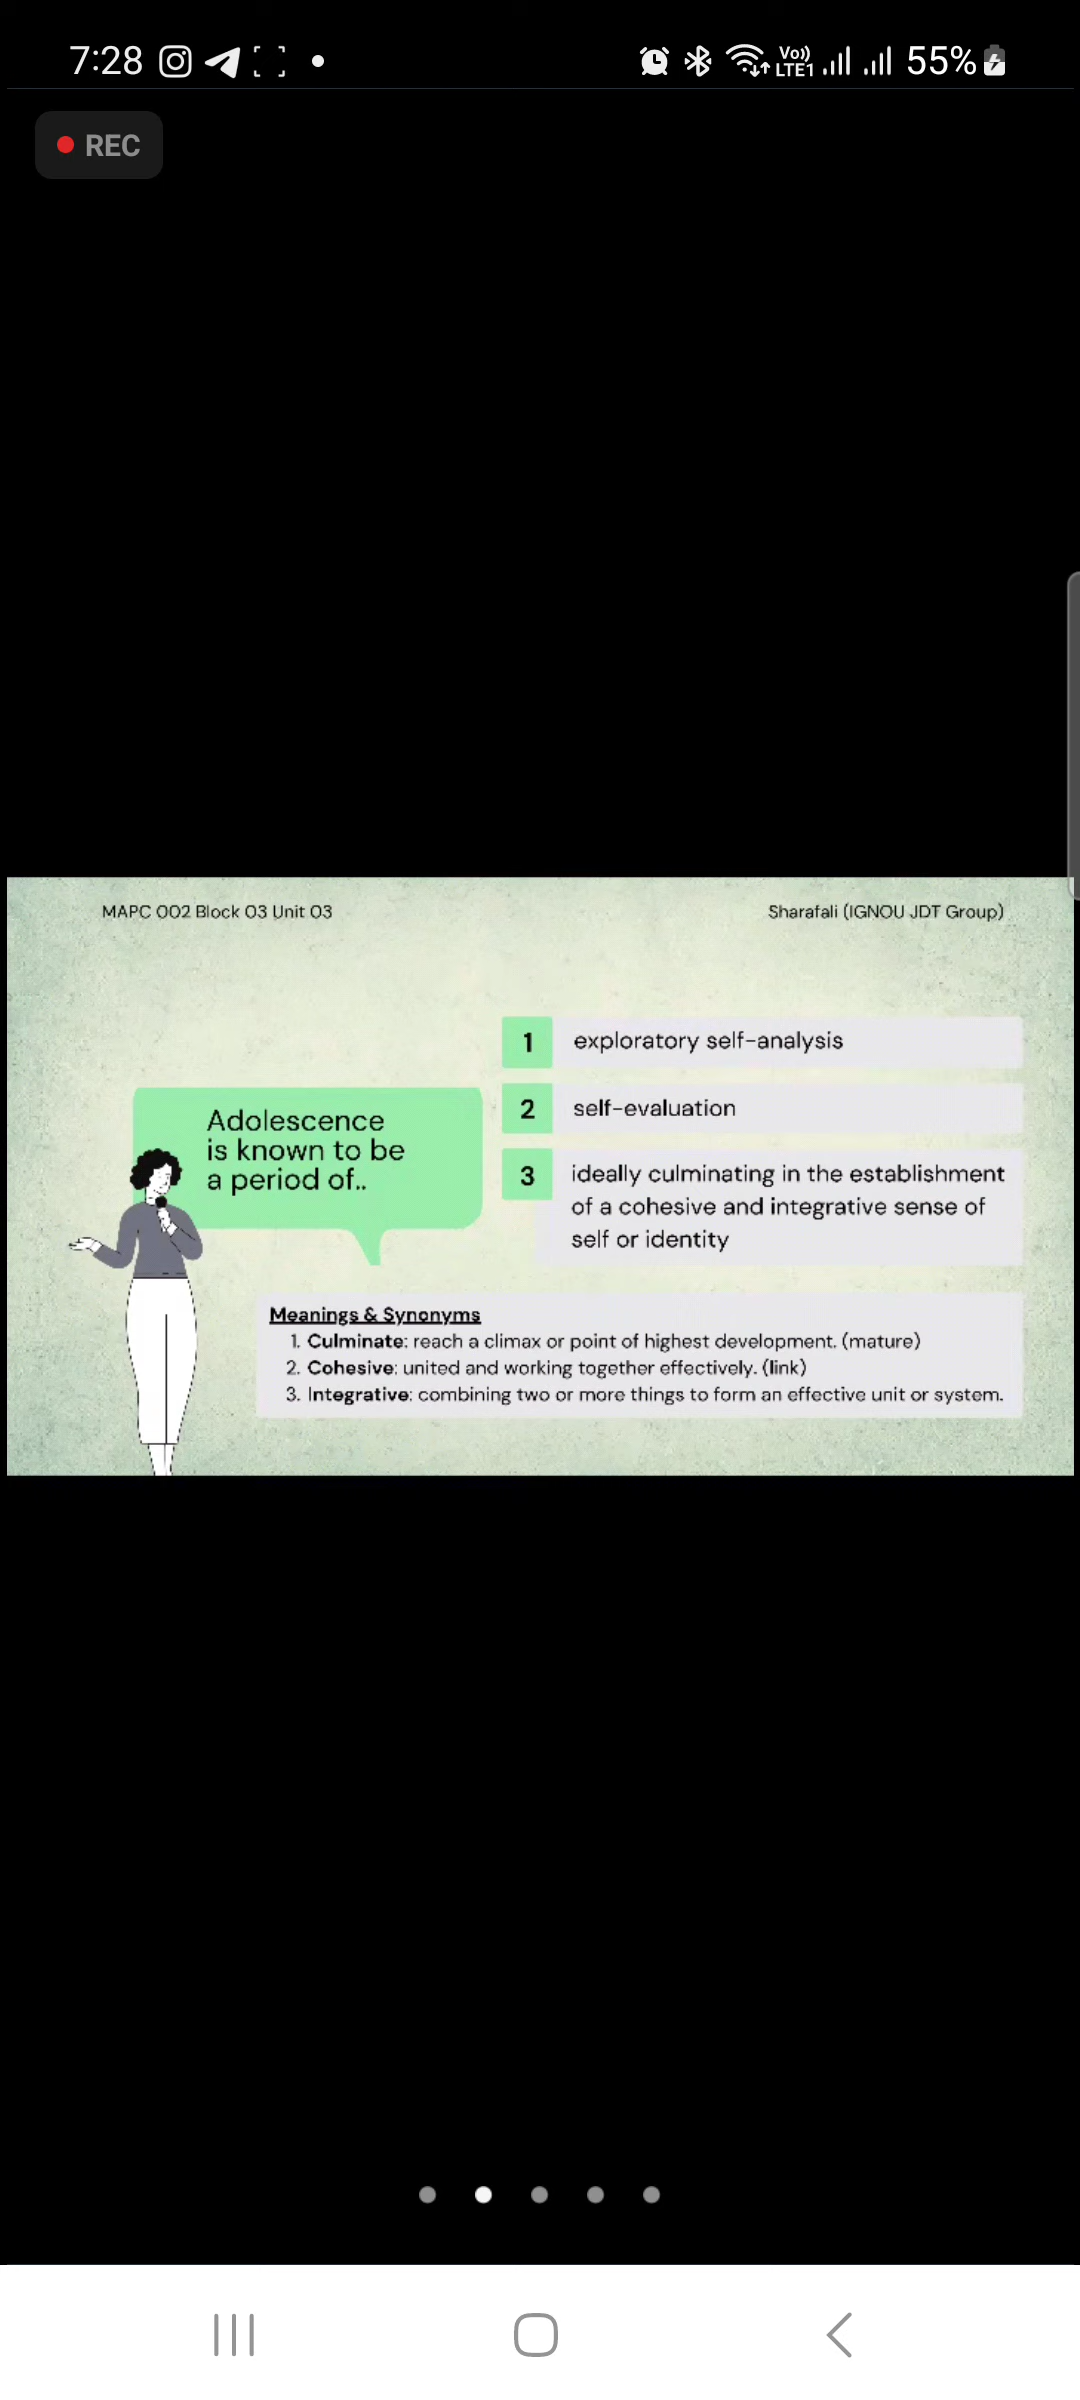 7:28
Vo)) LTE1
55%
REC
MAPC 002 Block 03 Unit 03
Sharafali (IGNOU JDT Group)
Adolescence
is known to be
a period of..
1 exploratory self-analysis
2 self-evaluation
3 ideally culminating in the establishment
of a cohesive and integrative sense of
self or identity
Meanings & Synonyms
1. Culminate: reach a climax or point of highest development. (mature)
2. Cohesive: united and working together effectively. (link)
3. Integrative: combining two or more things to form an effective unit or system.